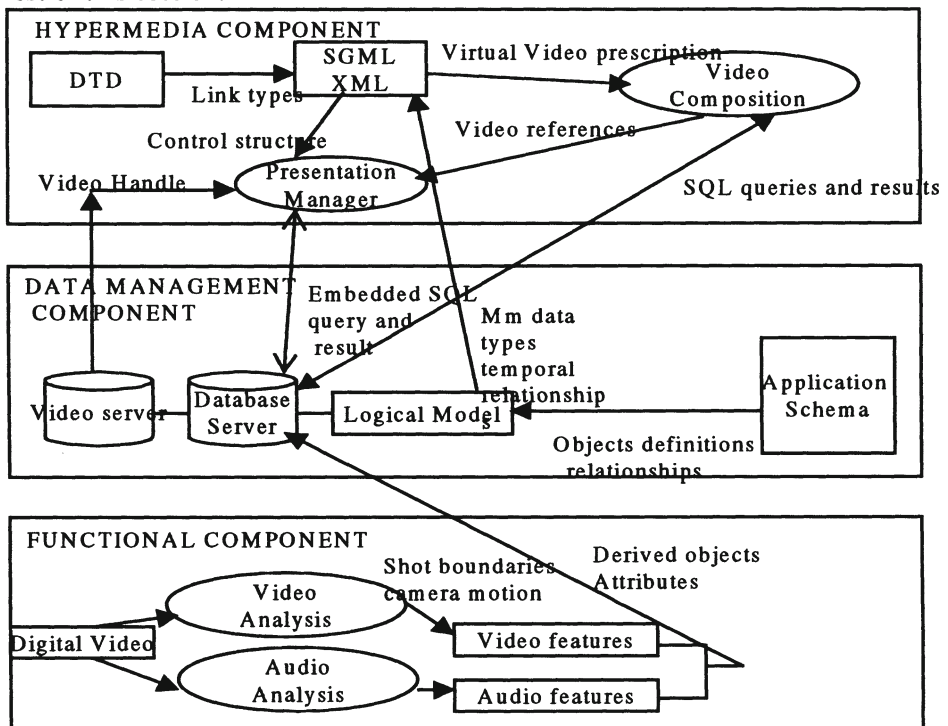 HYPERMEDIA COMPONENT
DTD
Link types
SGML
XML
Virtual Video prescription
Video
Composition
Control structure
Video references
Video Handle
Presentation
Manager
SQL queries and results
DATA MANAGEMENT
COMPONENT
Embedded SQL
query and
result
Mm data
types
temporal
relationship
s
Video server
Database
Server
Logical Model
Application
Schema
Objects definitions
relationships
FUNCTIONAL COMPONENT
Shot boundaries
camera motion
Derived objects
Attributes
Video
Analysis
Digital Video
Video features
Audio
Analysis
Audio features